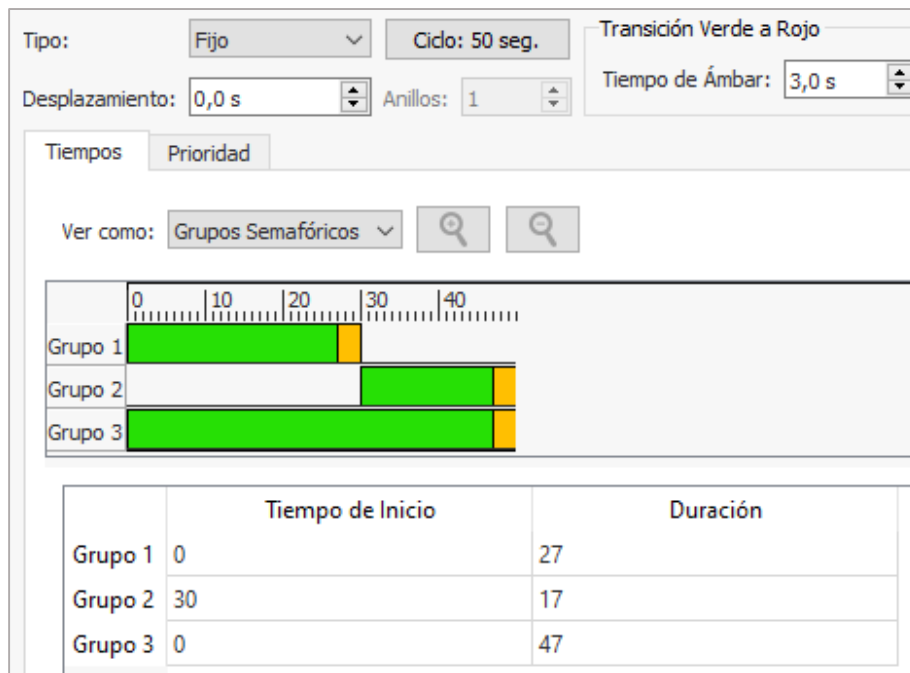 Tipo: Fijo Ciclo: 50 seg. Transición Verde a Rojo
Desplazamiento: 0,0 s Anillos: 1 Tiempo de Ámbar: 3,0 s
Tiempos Prioridad
Ver como: Grupos Semafóricos
0 10 20 30 40
Grupo 1
Grupo 2
Grupo 3
Tiempo de Inicio Duración
Grupo 1 0 27
Grupo 2 30 17
Grupo 3 0 47